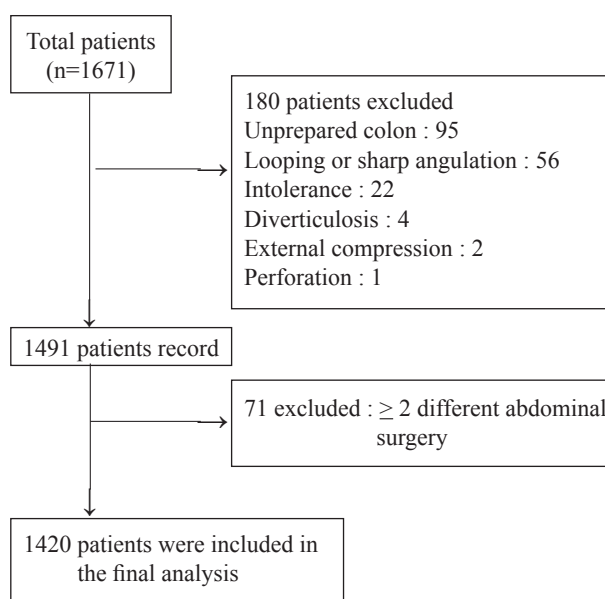 Total patients
(n=1671)
180 patients excluded
Unprepared colon : 95
Looping or sharp angulation : 56
Intolerance : 22
Diverticulosis : 4
External compression : 2
Perforation : 1
1491 patients record
71 excluded : ≥ 2 different abdominal
surgery
1420 patients were included in
the final analysis